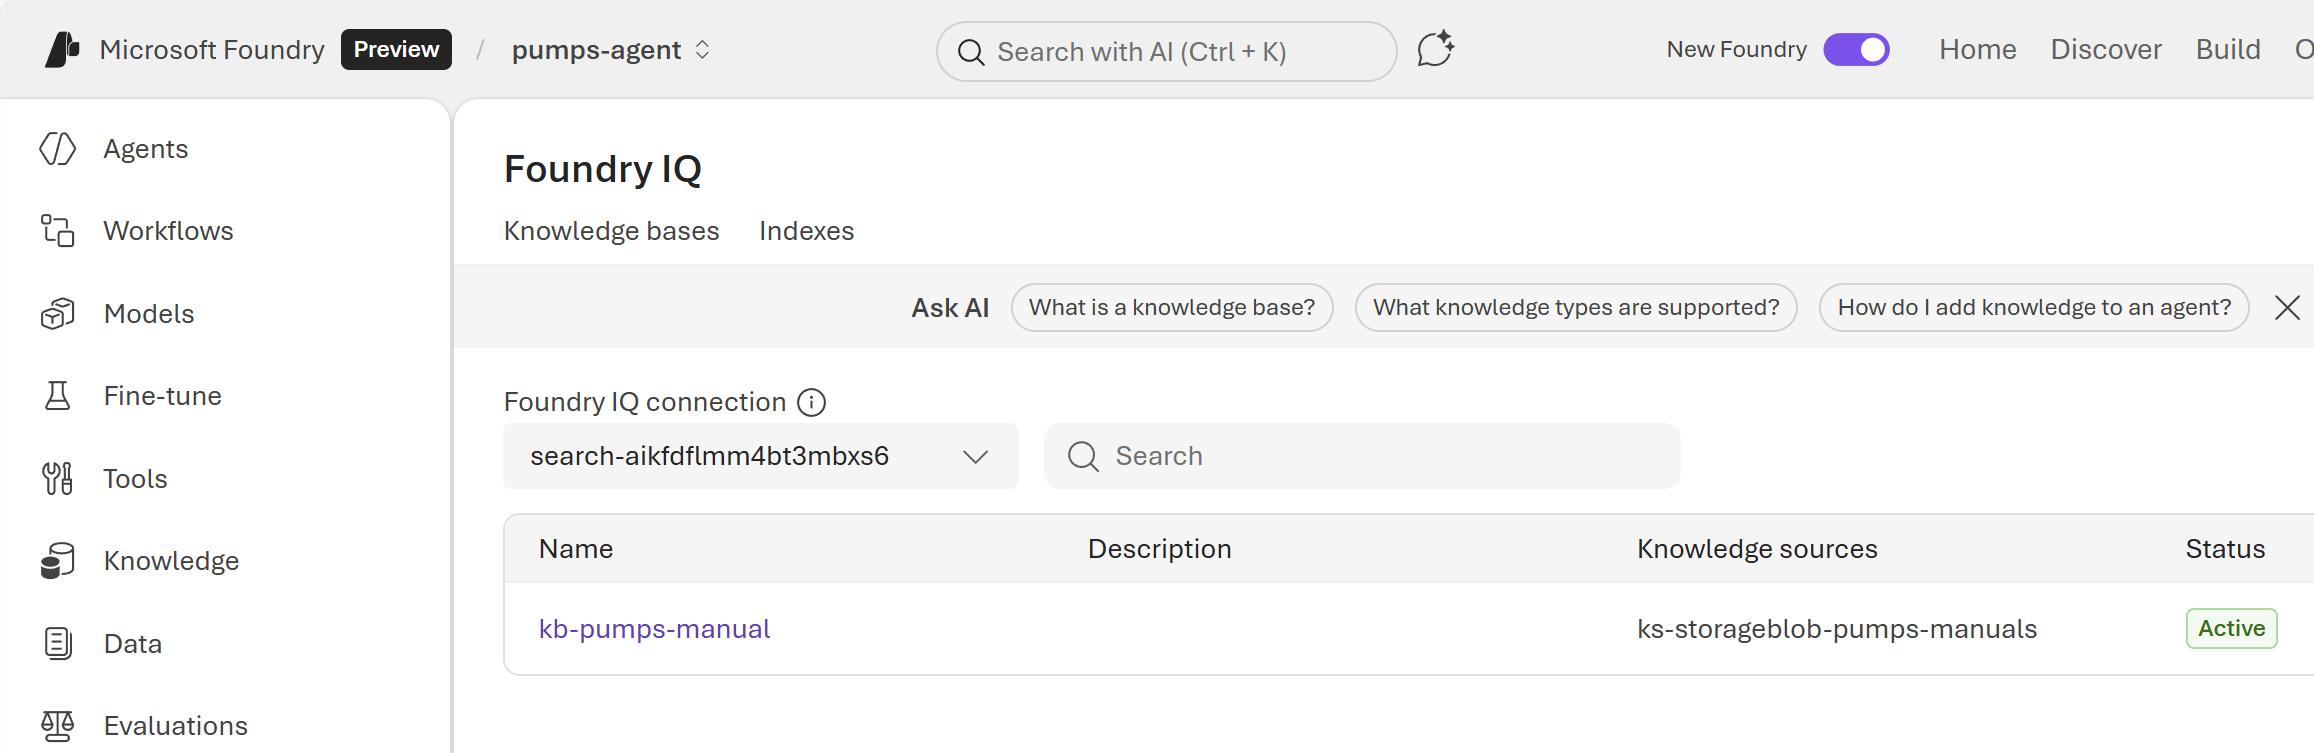 Microsoft Foundry Preview / pumps-agent Search with AI (Ctrl + K) New Foundry Home Discover Build
Agents
Workflows
Models
Fine-tune
Tools
Knowledge
Data
Evaluations
Foundry IQ
Knowledge bases Indexes
Ask AI What is a knowledge base? What knowledge types are supported? How do I add knowledge to an agent?
Foundry IQ connection
search-aikfdflmm4bt3mbxs6 Search
Name Description Knowledge sources Status
kb-pumps-manual ks-storageblob-pumps-manuals Active